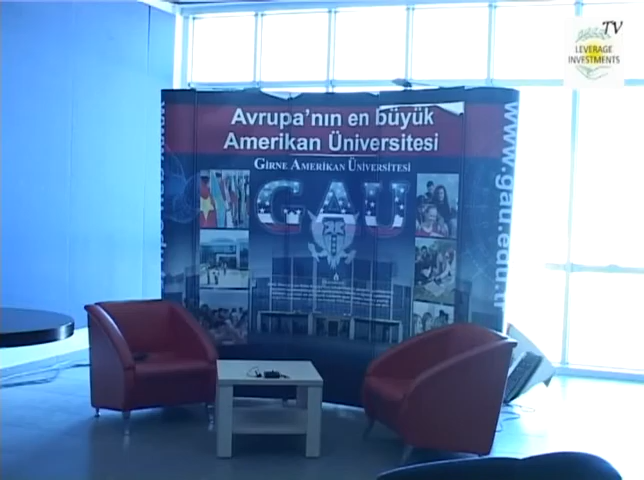 TV
LEVERAGE
INVESTMENTS
Avrupa'nın en büyük
Amerikan Üniversitesi
GIRNE AMERIKAN ÜNIVERSITESI
GAU
www.gau.edu.tr